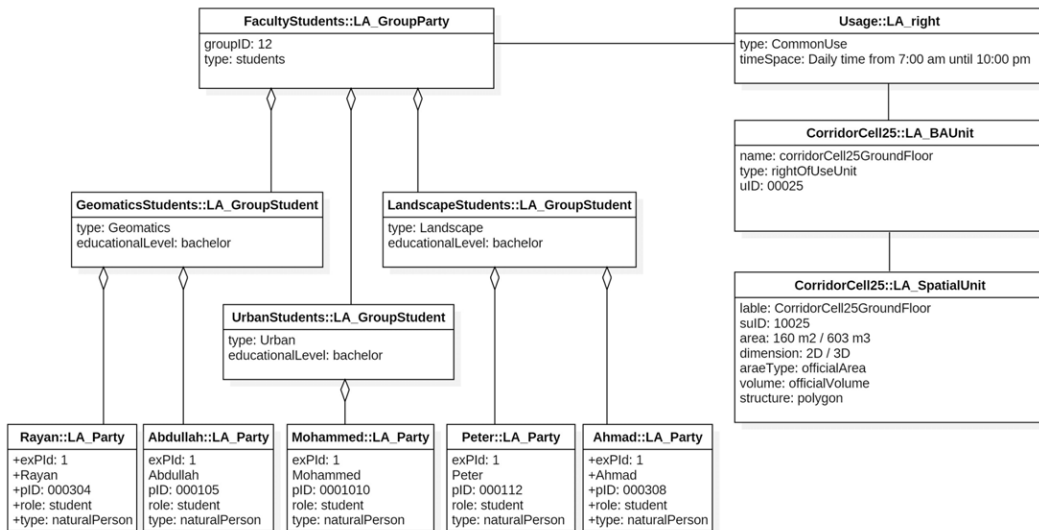 FacultyStudents::LA_GroupParty
groupID: 12
type: students
Usage::LA_right
type: CommonUse
timeSpace: Daily time from 7:00 am until 10:00 pm
CorridorCell25::LA_BAUnit
name: corridorCell25GroundFloor
type: rightOfUseUnit
uID: 00025
GeomaticsStudents::LA_GroupStudent
type: Geomatics
educationalLevel: bachelor
LandscapeStudents::LA_GroupStudent
type: Landscape
educationalLevel: bachelor
CorridorCell25::LA_SpatialUnit
lable: CorridorCell25GroundFloor
suID: 10025
area: 160 m2 / 603 m3
dimension: 2D / 3D
araeType: officialArea
volume: officialVolume
structure: polygon
UrbanStudents::LA_GroupStudent
type: Urban
educationalLevel: bachelor
Rayan::LA_Party
+exPId: 1
+Rayan
+pID: 000304
+role: student
+type: naturalPerson
Abdullah::LA_Party
exPId: 1
Abdullah
pID: 000105
role: student
type: naturalPerson
Mohammed::LA_Party
exPId: 1
Mohammed
pID: 0001010
role: student
type: naturalPerson
Peter::LA_Party
exPId: 1
Peter
pID: 000112
role: student
type: naturalPerson
Ahmad::LA_Party
+exPId: 1
+Ahmad
+pID: 000308
+role: student
+type: naturalPerson